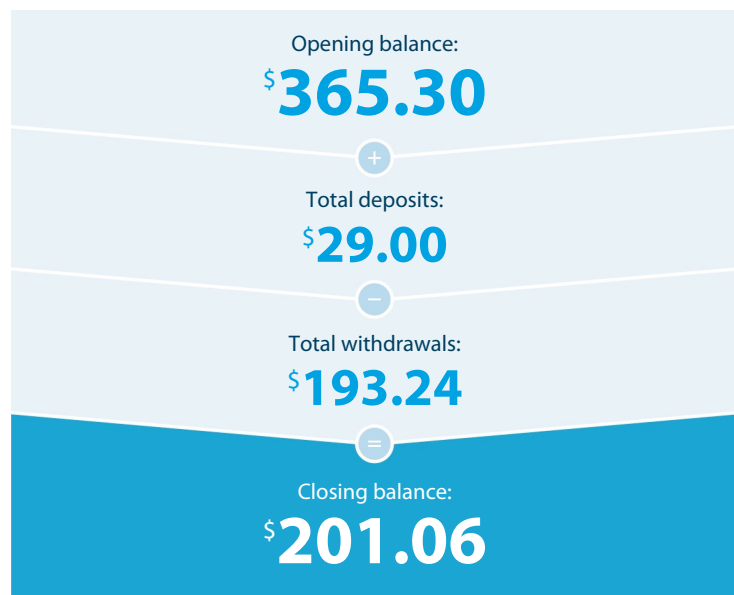 Opening balance:
$365.30
+
Total deposits:
$29.00
−
Total withdrawals:
$193.24
=
Closing balance:
$201.06